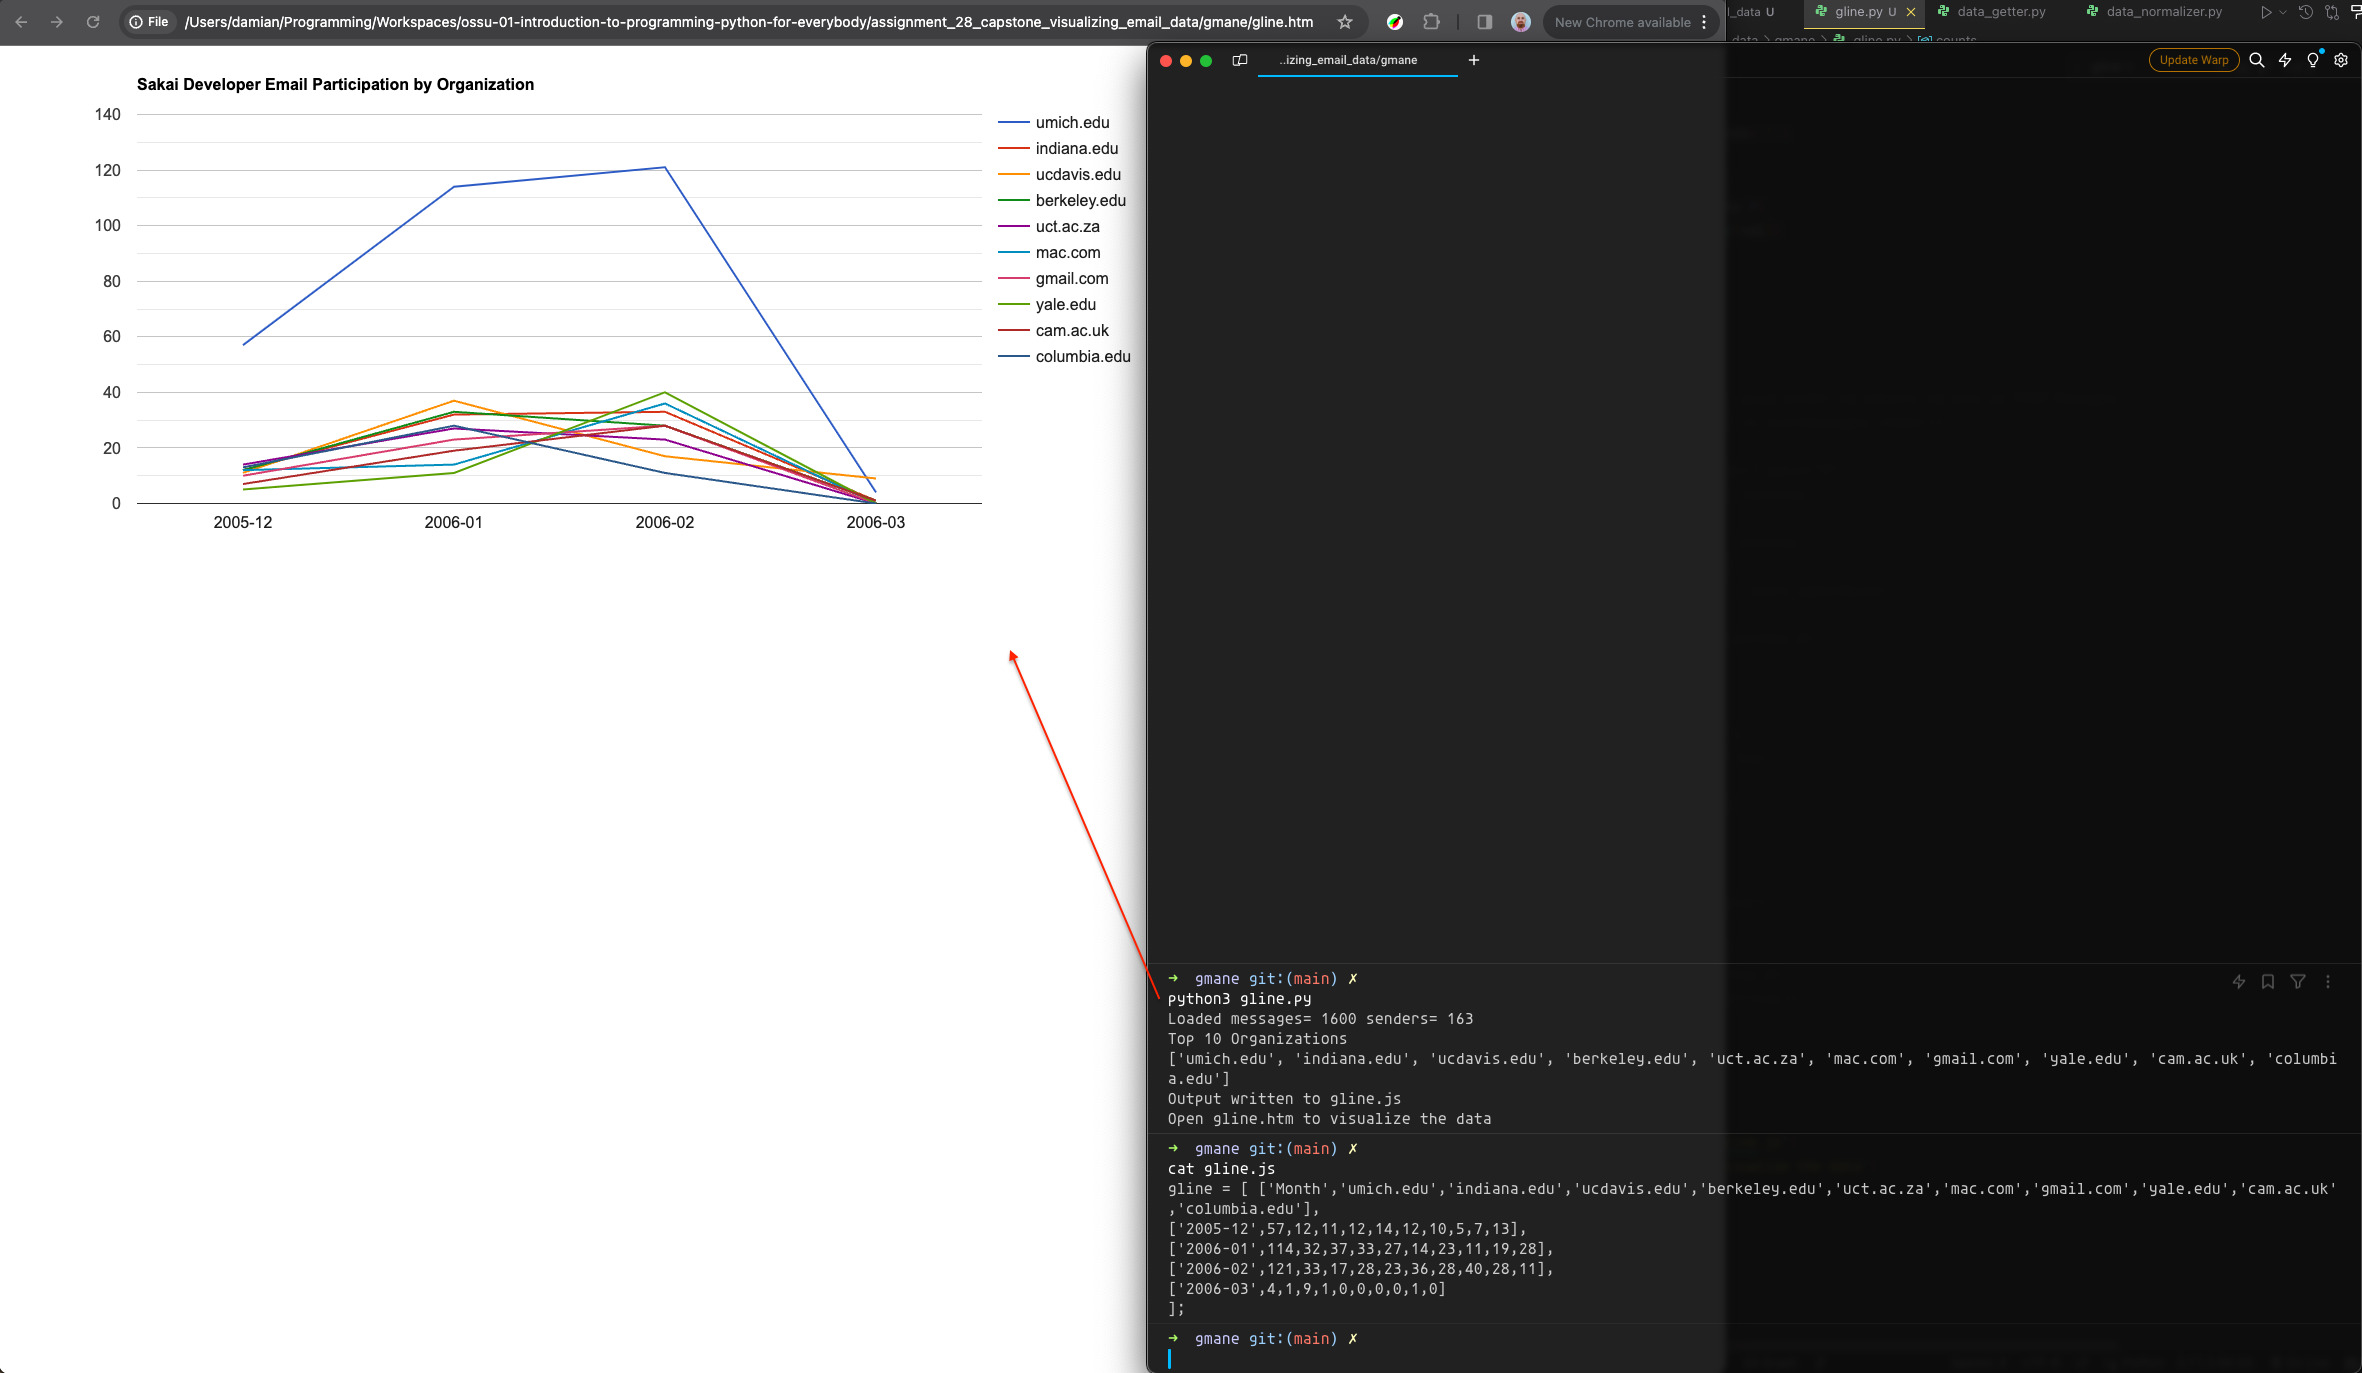 File /Users/damian/Programming/Workspaces/ossu-01-introduction-to-programming-python-for-everybody/assignment_28_capstone_visualizing_email_data/gmane/gline.htm New Chrome available
l_data U gline.py U data_getter.py data_normalizer.py
data > gmane > gline.py > counts
..izing_email_data/gmane
Update Warp
Sakai Developer Email Participation by Organization
140
120
100
80
60
40
20
0
2005-12 2006-01 2006-02 2006-03
umich.edu
indiana.edu
ucdavis.edu
berkeley.edu
uct.ac.za
mac.com
gmail.com
yale.edu
cam.ac.uk
columbia.edu
➜ gmane git:(main) ✗
python3 gline.py
Loaded messages= 1600 senders= 163
Top 10 Organizations
['umich.edu', 'indiana.edu', 'ucdavis.edu', 'berkeley.edu', 'uct.ac.za', 'mac.com', 'gmail.com', 'yale.edu', 'cam.ac.uk', 'columbi
a.edu']
Output written to gline.js
Open gline.htm to visualize the data
➜ gmane git:(main) ✗
cat gline.js
gline = [ ['Month','umich.edu','indiana.edu','ucdavis.edu','berkeley.edu','uct.ac.za','mac.com','gmail.com','yale.edu','cam.ac.uk'
,'columbia.edu'],
['2005-12',57,12,11,12,14,12,10,5,7,13],
['2006-01',114,32,37,33,27,14,23,11,19,28],
['2006-02',121,33,17,28,23,36,28,40,28,11],
['2006-03',4,1,9,1,0,0,0,0,1,0]
];
➜ gmane git:(main) ✗